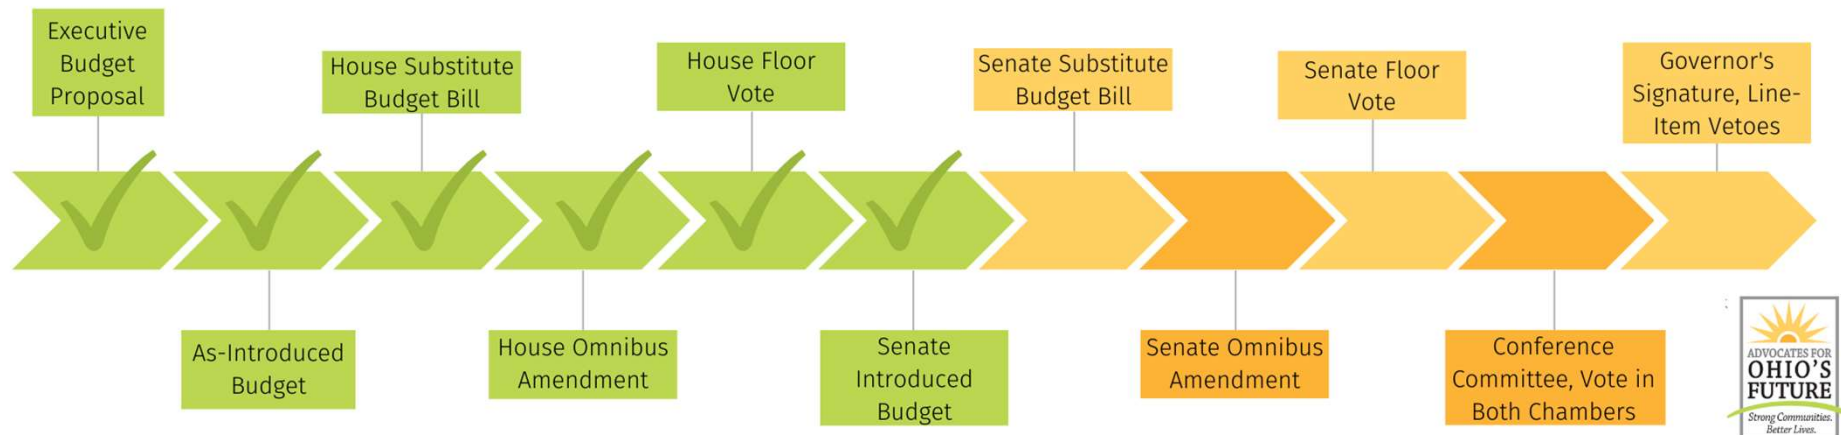 Executive
Budget
Proposal
As-Introduced
Budget
House Substitute
Budget Bill
House Omnibus
Amendment
House Floor
Vote
Senate
Introduced
Budget
Senate Substitute
Budget Bill
Senate Omnibus
Amendment
Senate Floor
Vote
Conference
Committee, Vote in
Both Chambers
Governor's
Signature, Line-
Item Vetoes
ADVOCATES FOR
OHIO'S
FUTURE
Strong Communities.
Better Lives.